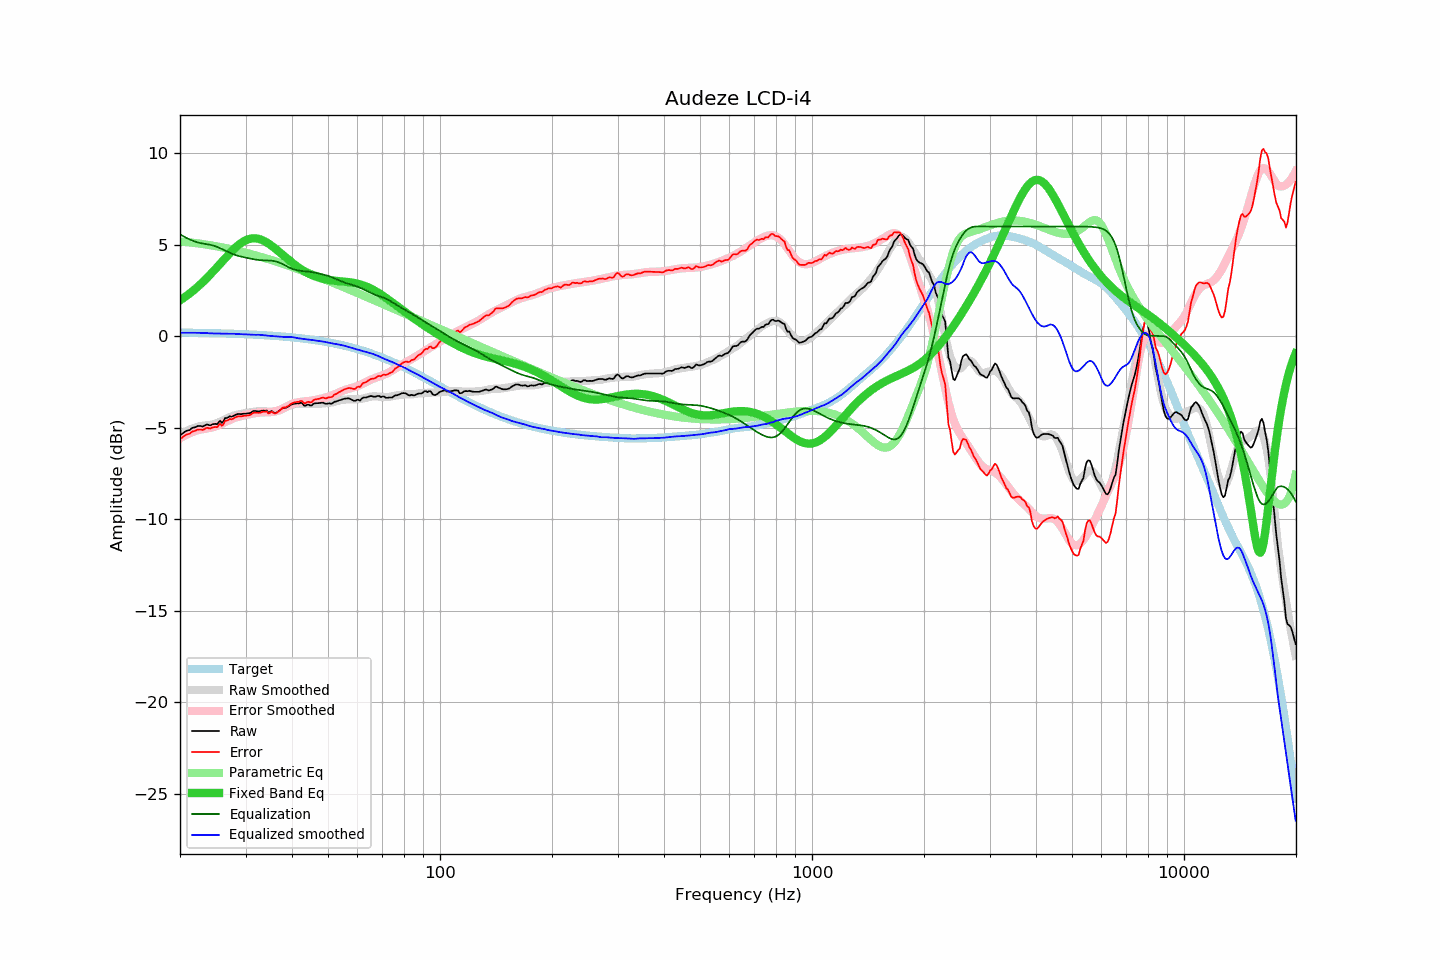 Audeze LCD-i4
10
5
0
−5
−10
−15
−20
−25
Amplitude (dBr)
Target
Raw Smoothed
Error Smoothed
Raw
Error
Parametric Eq
Fixed Band Eq
Equalization
Equalized smoothed
100 1000 10000
Frequency (Hz)